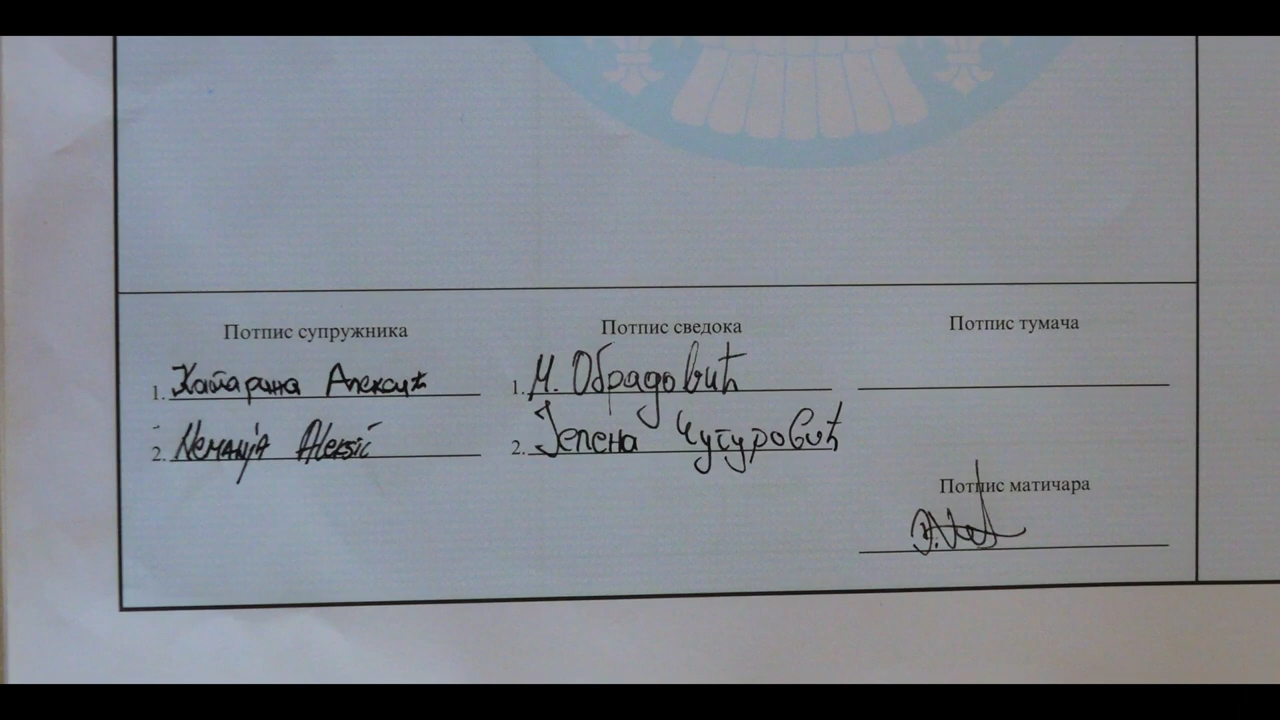 Потпис супружника
1. Катарина Алексић
2. Nemanja Aleksić
Потпис сведока
1. М. Обрадовић
2. Јелена Чутуровић
Потпис тумача
Потпис матичара